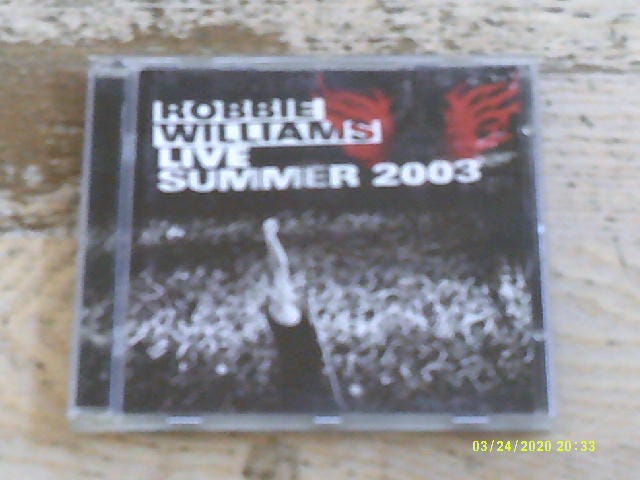 ROBBIE
WILLIAMS
LIVE
SUMMER 2003
03/24/2020 20:33